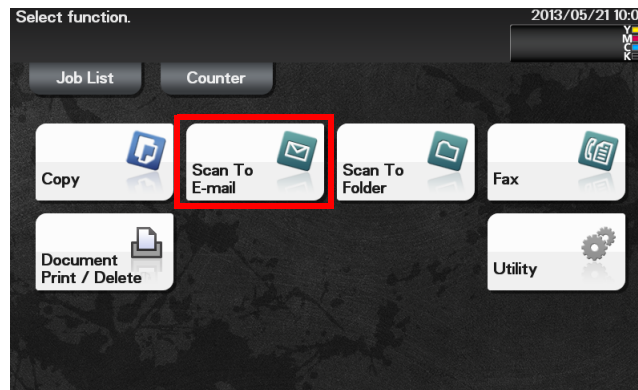 Select function.
2013/05/21 10:0
Y
M
C
K
Job List
Counter
Copy
Scan To
E-mail
Scan To
Folder
Fax
Document
Print / Delete
Utility